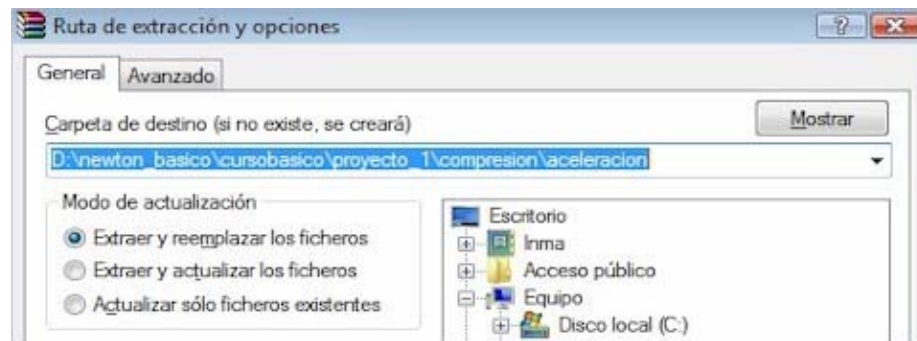 Ruta de extracción y opciones
General Avanzado
Carpeta de destino (si no existe, se creará)
Mostrar
D:\newton_basico\cursobasico\proyecto_1\compresion\aceleracion
Modo de actualización
Extraer y reemplazar los ficheros
Extraer y actualizar los ficheros
Actualizar sólo ficheros existentes
Escritorio
Inma
Acceso público
Equipo
Disco local (C:)